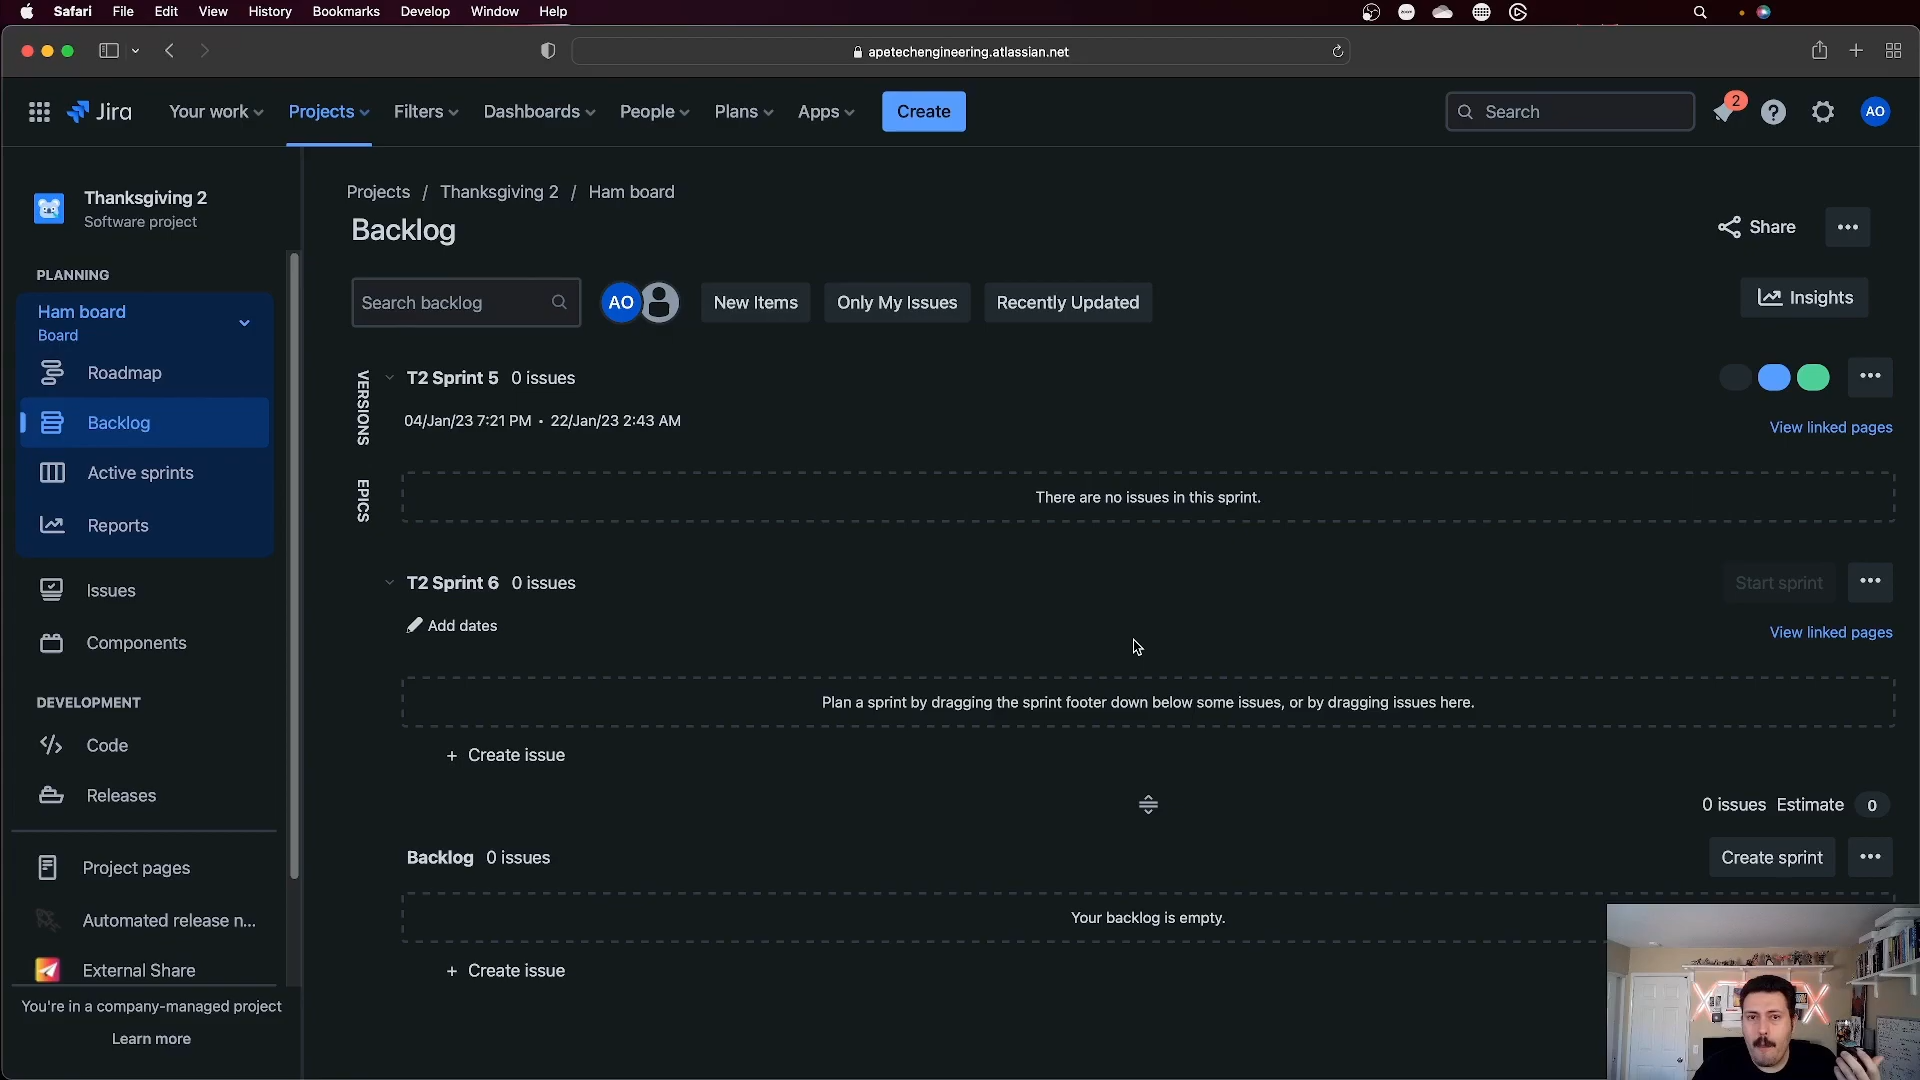 Safari File Edit View History Bookmarks Develop Window Help
apetechengineering.atlassian.net
Jira Your work Projects Filters Dashboards People Plans Apps Create Search 2 AO
Thanksgiving 2
Software project
PLANNING
Ham board
Board
Roadmap
Backlog
Active sprints
Reports
Issues
Components
DEVELOPMENT
Code
Releases
Project pages
Automated release n...
External Share
You're in a company-managed project
Learn more
Projects / Thanksgiving 2 / Ham board
Backlog
Share
Search backlog AO New Items Only My Issues Recently Updated Insights
VERSIONS
EPICS
T2 Sprint 5 0 issues
04/Jan/23 7:21 PM • 22/Jan/23 2:43 AM
View linked pages
There are no issues in this sprint.
T2 Sprint 6 0 issues Start sprint
Add dates
View linked pages
Plan a sprint by dragging the sprint footer down below some issues, or by dragging issues here.
+ Create issue
0 issues Estimate 0
Backlog 0 issues Create sprint
Your backlog is empty.
+ Create issue